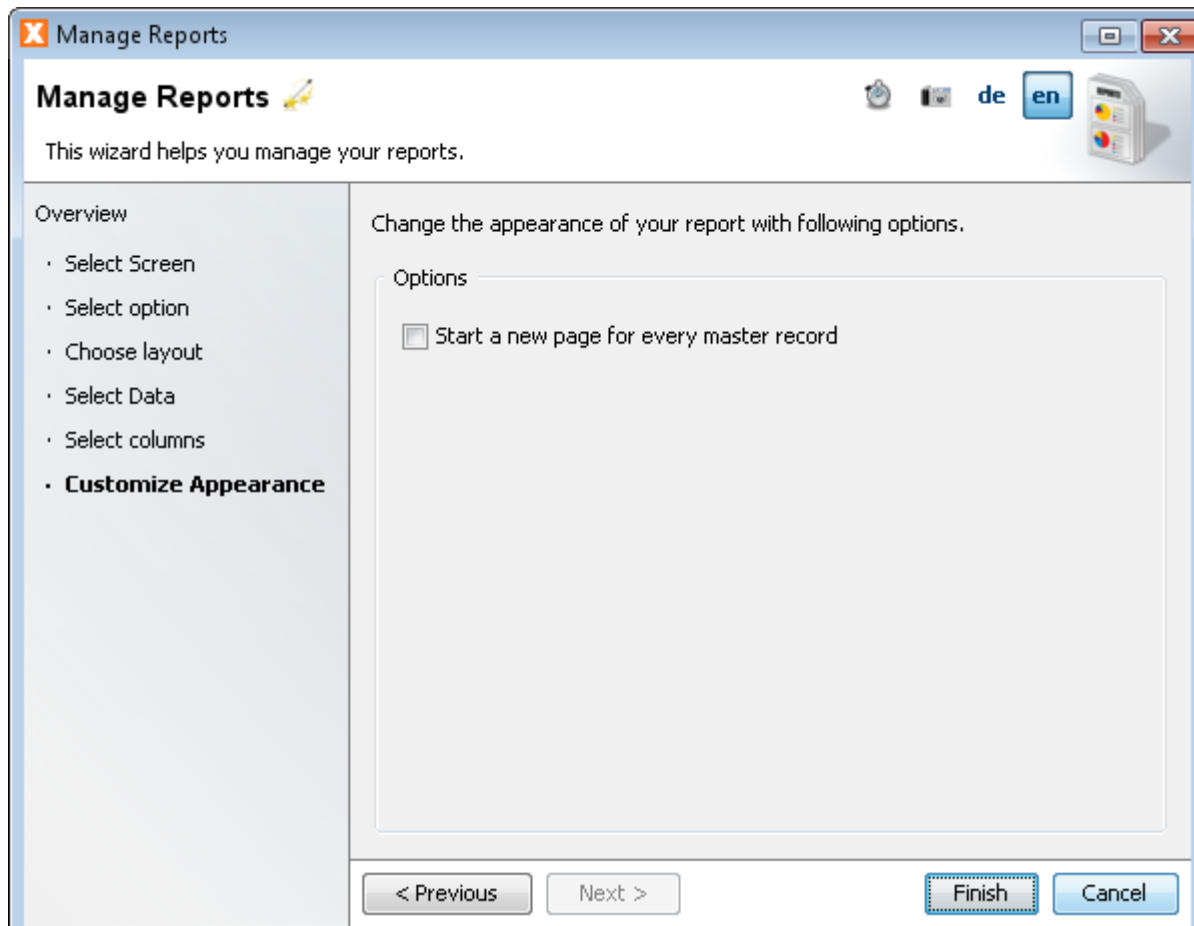 Manage Reports
Manage Reports
de
en
This wizard helps you manage your reports.
Overview
· Select Screen
· Select option
· Choose layout
· Select Data
· Select columns
· Customize Appearance
Change the appearance of your report with following options.
Options
Start a new page for every master record
< Previous
Next >
Finish
Cancel